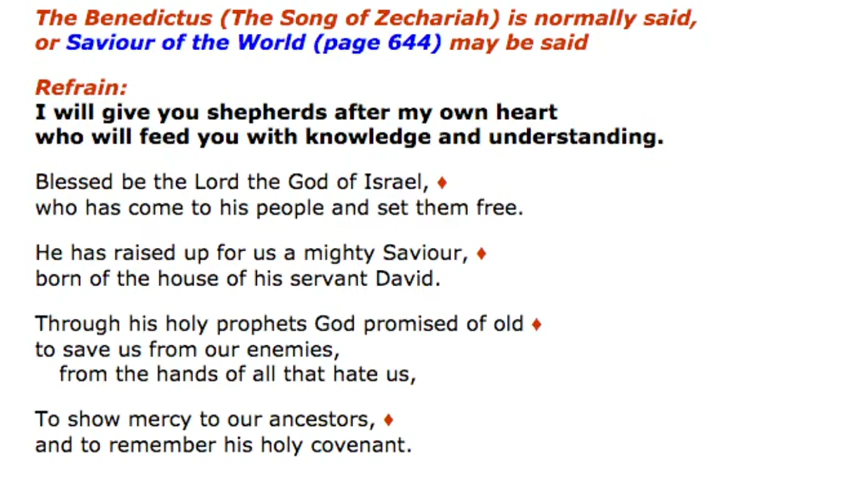 The Benedictus (The Song of Zechariah) is normally said,
or Saviour of the World (page 644) may be said
Refrain:
I will give you shepherds after my own heart
who will feed you with knowledge and understanding.
Blessed be the Lord the God of Israel, ♦
who has come to his people and set them free.
He has raised up for us a mighty Saviour, ♦
born of the house of his servant David.
Through his holy prophets God promised of old ♦
to save us from our enemies,
from the hands of all that hate us,
To show mercy to our ancestors, ♦
and to remember his holy covenant.